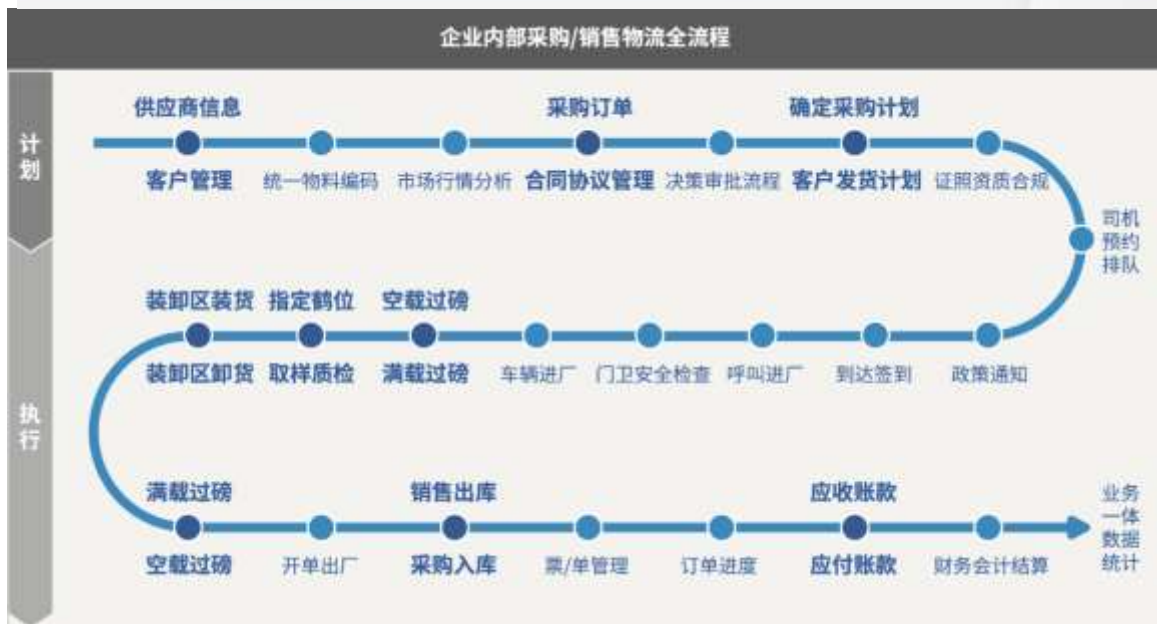 企业内部采购/销售物流全流程
计划
供应商信息 采购订单 确定采购计划
客户管理 统一物料编码 市场行情分析 合同协议管理 决策审批流程 客户发货计划 证照资质合规
司机
预约
排队
装卸区装货 指定鹤位 空载过磅
装卸区卸货 取样质检 满载过磅 车辆进厂 门卫安全检查 呼叫进厂 到达签到 政策通知
执行
满载过磅 销售出库 应收账款
空载过磅 开单出厂 采购入库 票/单管理 订单进度 应付账款 财务会计结算
业务
一体
数据
统计